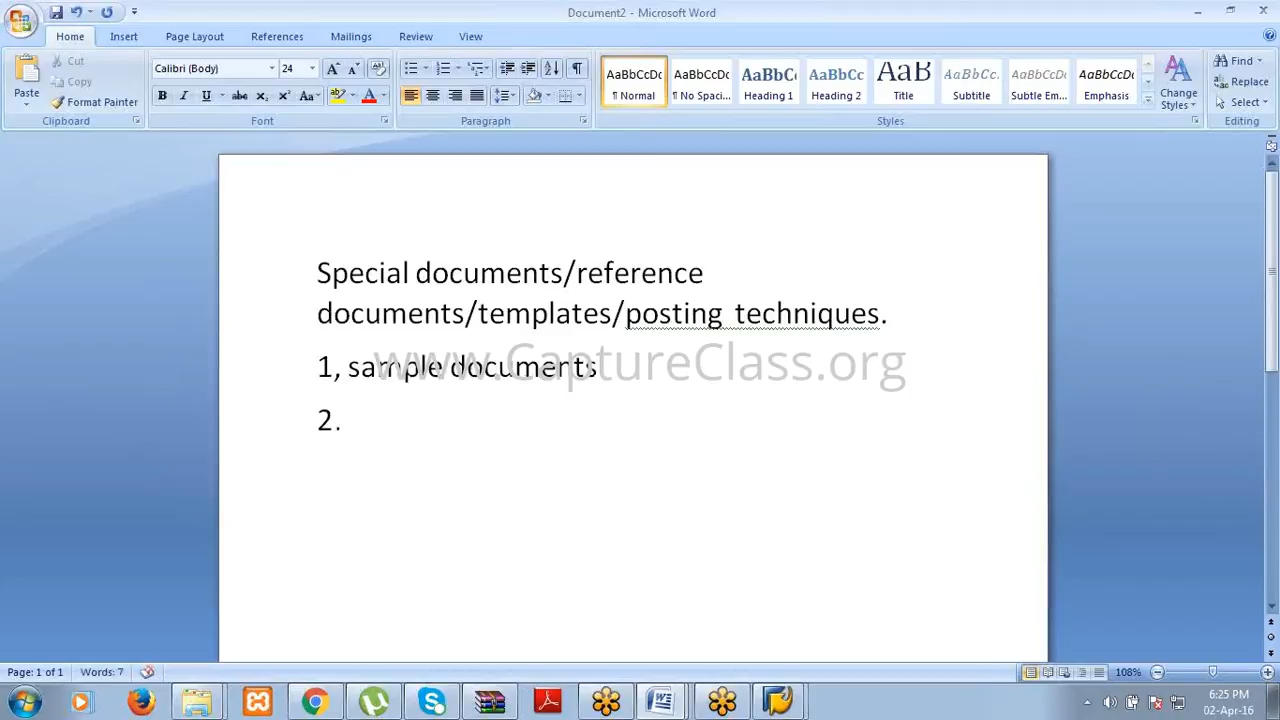 Document2 - Microsoft Word
Home Insert Page Layout References Mailings Review View
Cut
Copy
Paste
Format Painter
Clipboard
Calibri (Body) 24
Font
Paragraph
AaBbCcDc AaBbCcDc AaBbC AaBbCc AaB AaBbCc. AaBbCcDc AaBbCcDc
¶ Normal ¶ No Spaci... Heading 1 Heading 2 Title Subtitle Subtle Em... Emphasis
Change Styles
Styles
Find
Replace
Select
Editing
Special documents/reference
documents/templates/posting techniques.
1, sample documents
www.CaptureClass.org
2.
Page: 1 of 1 Words: 7
108%
6:25 PM
02-Apr-16